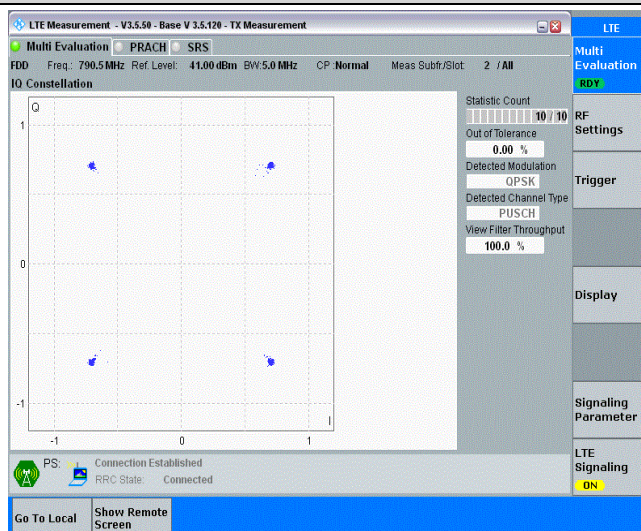 LTE Measurement - V3.5.50 - Base V 3.5.120 - TX Measurement
LTE
Multi Evaluation PRACH SRS
Multi
Evaluation
RDY
FDD Freq.: 790.5 MHz Ref. Level: 41.00 dBm BW:5.0 MHz CP :Normal Meas Subfr./Slot: 2 / All
IQ Constellation
Q
1
0
-1
-1 0 1
I
Statistic Count
10 / 10
Out of Tolerance
0.00 %
Detected Modulation
QPSK
Detected Channel Type
PUSCH
View Filter Throughput
100.0 %
RF
Settings
Trigger
Display
Signaling
Parameter
LTE
Signaling
ON
PS: Connection Established
RRC State: Connected
Go To Local
Show Remote
Screen